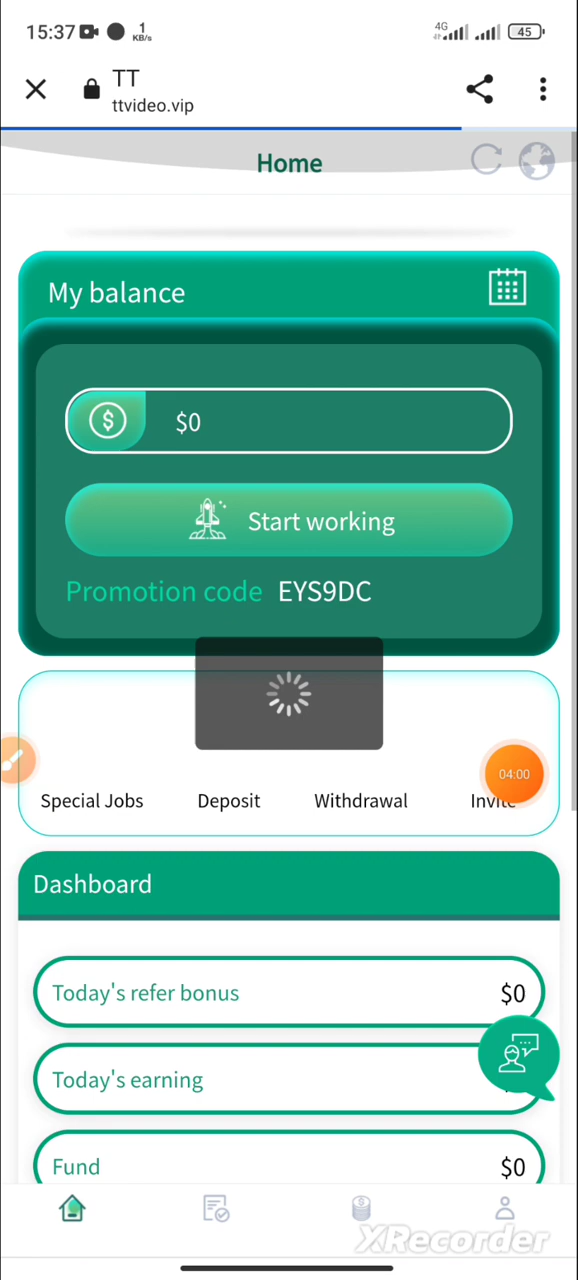 15:37 1 KB/s 4G 45
TT
ttvideo.vip
Home
My balance
$0
Start working
Promotion code EYS9DC
04:00
Special Jobs Deposit Withdrawal Invite
Dashboard
Today's refer bonus $0
Today's earning
Fund $0
XRecorder